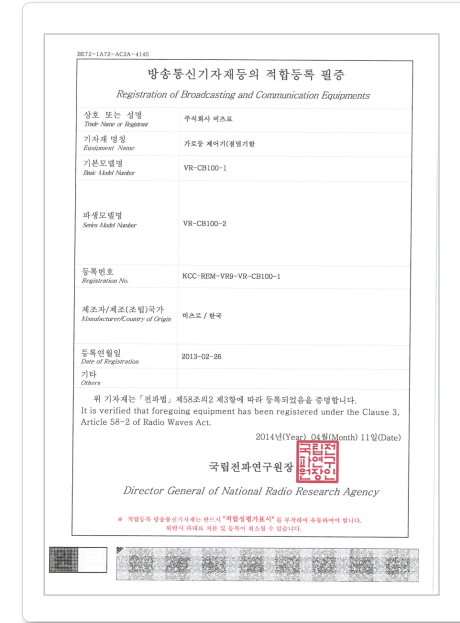 BE72-1A72-AC2A-4140
방송통신기자재등의 적합등록 필증
Registration of Broadcasting and Communication Equipments
상호 또는 성명
Trade Name or Registrant
주식회사 비츠로
기자재 명칭
Equipment Name
가로등 제어기(점멸기함
기본모델명
Basic Model Number
VR-CB100-1
파생모델명
Series Model Number
VR-CB100-2
등록번호
Registration No.
KCC-REM-VR9-VR-CB100-1
제조자/제조(조립)국가
Manufacturer/Country of Origin
비츠로 / 한국
등록연월일
Date of Registration
2013-02-26
기타
Others
위 기자재는「전파법」제58조의2 제3항에 따라 등록되었음을 증명합니다.
It is verified that foregoing equipment has been registered under the Clause 3,
Article 58-2 of Radio Waves Act.
2014년(Year) 04월(Month) 11일(Date)
국립전파연구원장
국립전
파연구
원장인
Director General of National Radio Research Agency
※ 적합등록 방송통신기자재는 반드시 "적합성평가표시" 를 부착하여 유통하여야 합니다.
위반시 과태료 처분 및 등록이 취소될 수 있습니다.